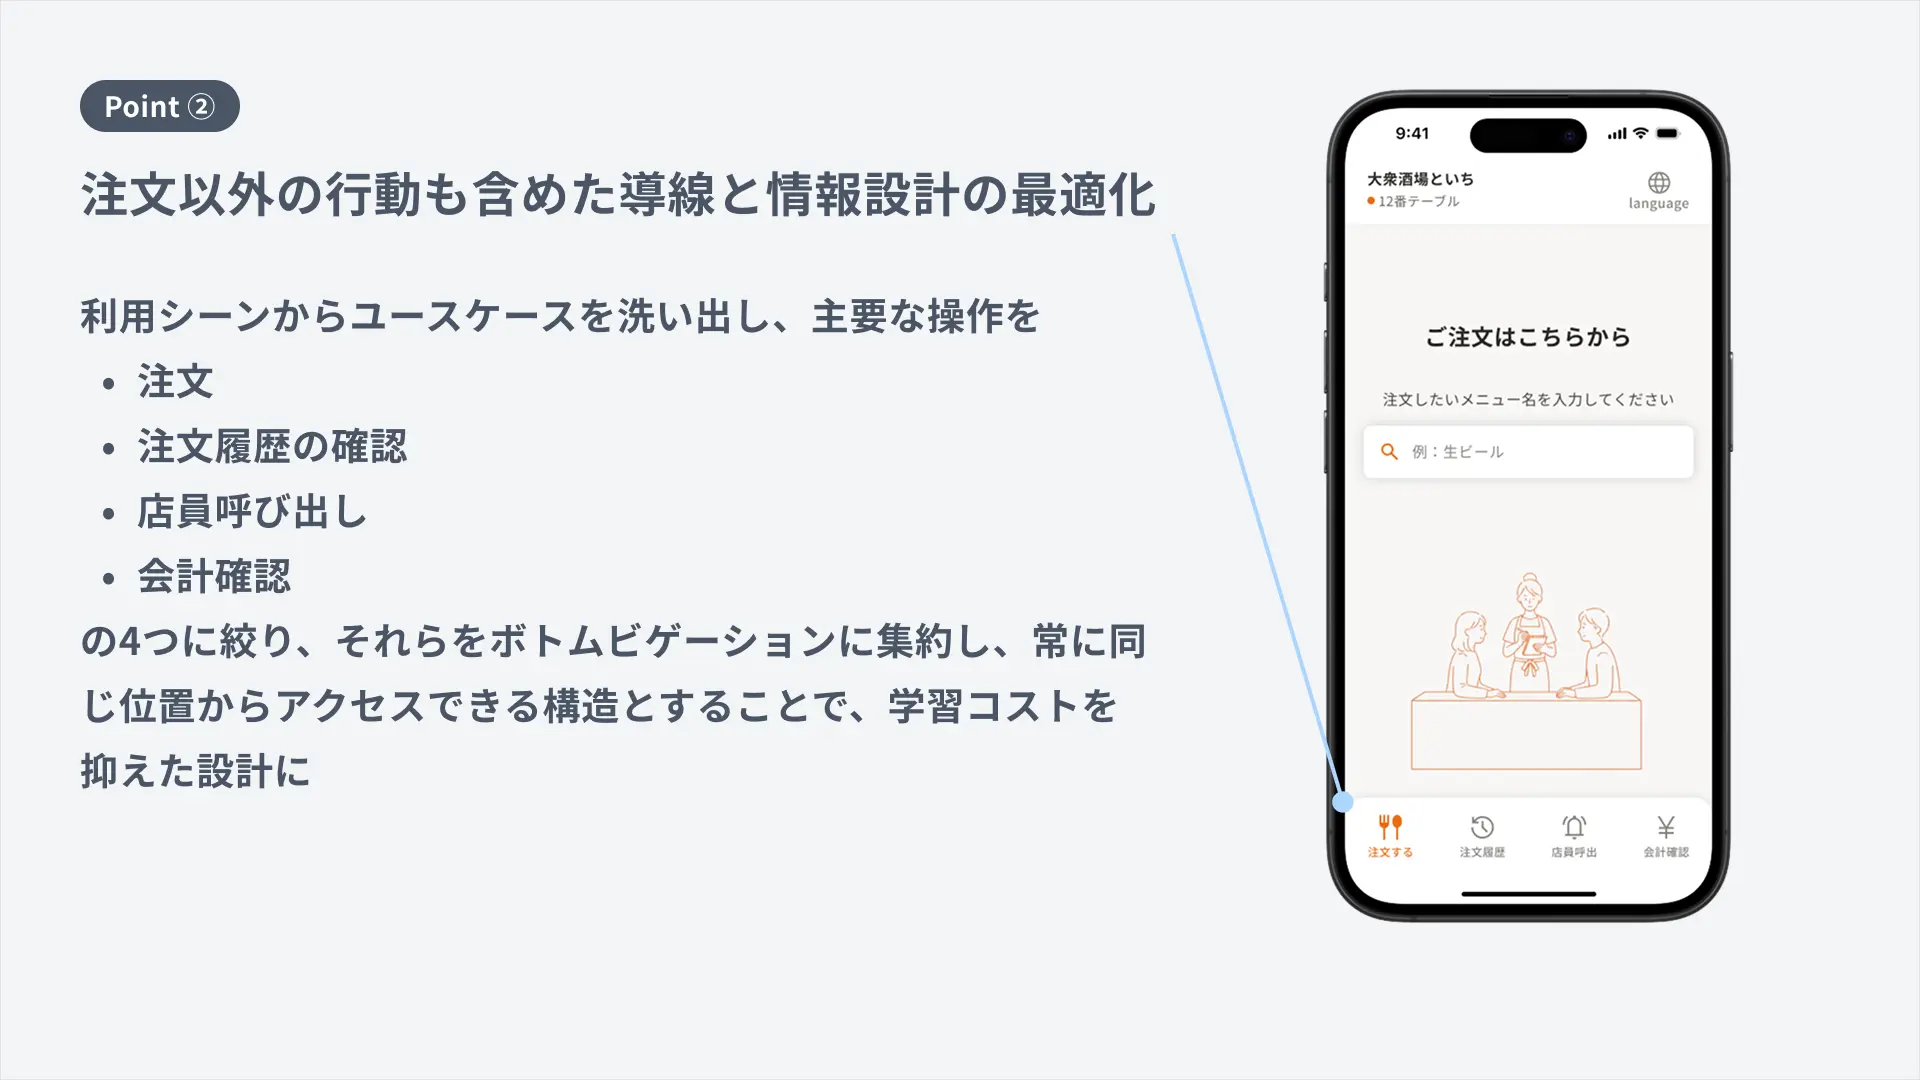 Point ②
注文以外の行動も含めた導線と情報設計の最適化
利用シーンからユースケースを洗い出し、主要な操作を
• 注文
• 注文履歴の確認
• 店員呼び出し
• 会計確認
の4つに絞り、それらをボトムビゲーションに集約し、常に同
じ位置からアクセスできる構造とすることで、学習コストを
抑えた設計に
9:41
大衆酒場といち
12番テーブル
language
ご注文はこちらから
注文したいメニュー名を入力してください
例：生ビール
注文する
注文履歴
店員呼出
会計確認